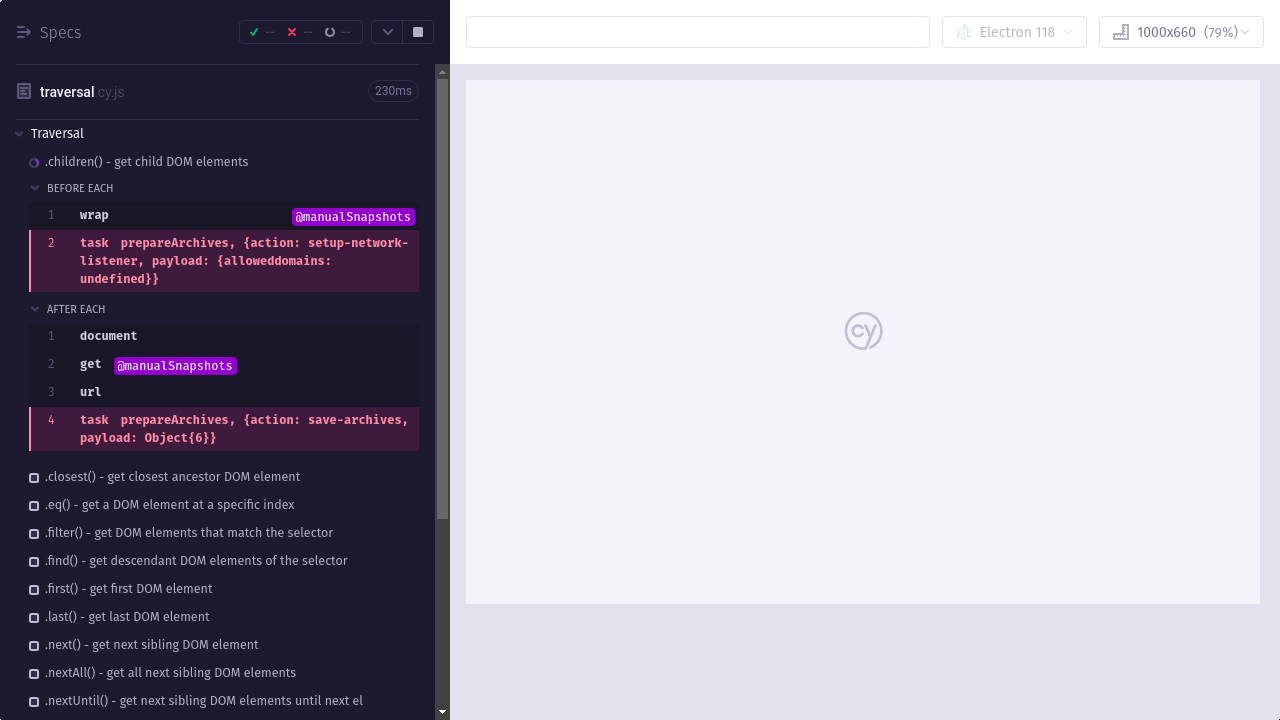 Specs
--
--
--
Electron 118
1000x660 (79%)
traversal.cy.js
230ms
Traversal
.children() - get child DOM elements
BEFORE EACH
1 wrap @manualSnapshots
2 task prepareArchives, {action: setup-network-
listener, payload: {alloweddomains:
undefined}}
AFTER EACH
1 document
2 get @manualSnapshots
3 url
4 task prepareArchives, {action: save-archives,
payload: Object{6}}
.closest() - get closest ancestor DOM element
.eq() - get a DOM element at a specific index
.filter() - get DOM elements that match the selector
.find() - get descendant DOM elements of the selector
.first() - get first DOM element
.last() - get last DOM element
.next() - get next sibling DOM element
.nextAll() - get all next sibling DOM elements
.nextUntil() - get next sibling DOM elements until next el
cy